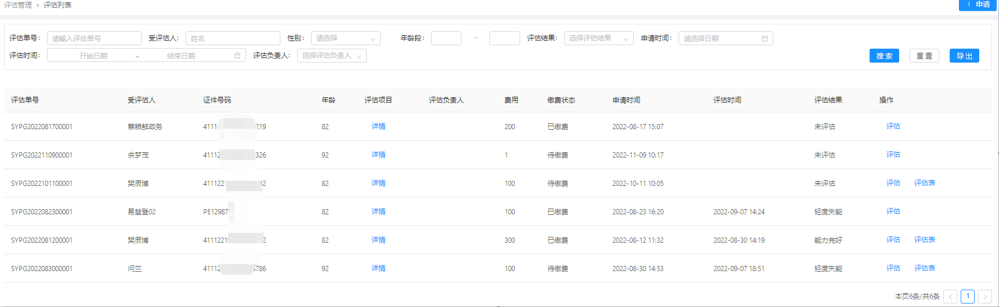 评估管理 > 评估列表
申请
评估单号： 请输入评估单号 受评估人： 姓名 性别： 请选择 年龄段： ~ 评估结果： 选择评估结果 申请时间： 请选择日期
评估时间： 开始日期 ~ 结束日期 评估负责人： 选择评估负责人 搜 索 重 置 导 出
评估单号 受评估人 证件号码 年龄 评估项目 评估负责人 费用 缴费状态 申请时间 评估时间 评估结果 操作
SYPG2022081700001 蔡粮鲜政务 411 219 82 详情 200 已缴费 2022-08-17 15:07 未评估 评估
SYPG2022110900001 余梦茂 4111 326 92 详情 1 待缴费 2022-11-09 10:17 未评估 评估
SYPG2022101100001 樊辰博 411122 32 82 详情 100 待缴费 2022-10-11 10:05 未评估 评估 评估表
SYPG2022082300001 易堃登02 PE12987 82 详情 100 已缴费 2022-08-23 16:20 2022-09-07 14:24 轻度失能 评估
SYPG2022081200001 樊辰博 411122 2 82 详情 300 已缴费 2022-08-12 11:32 2022-08-30 14:19 能力完好 评估 评估表
SYPG2022083000001 问兰 4111 786 92 详情 100 待缴费 2022-08-30 14:53 2022-09-07 18:51 轻度失能 评估 评估表
本页6条/共6条 < 1 >